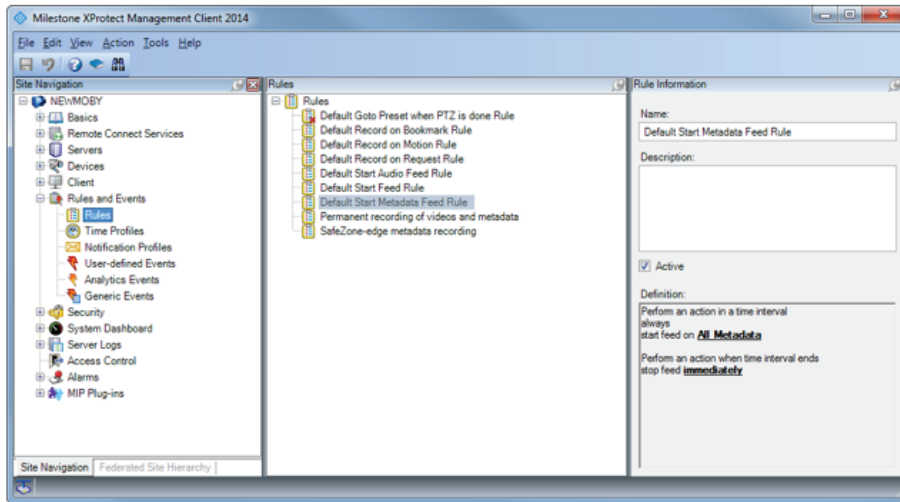 Milestone XProtect Management Client 2014
File Edit View Action Tools Help
Site Navigation
NEWMOBY
Basics
Remote Connect Services
Servers
Devices
Client
Rules and Events
Rules
Time Profiles
Notification Profiles
User-defined Events
Analytics Events
Generic Events
Security
System Dashboard
Server Logs
Access Control
Alarms
MIP Plug-ins
Site Navigation Federated Site Hierarchy
Rules
Rules
Default Goto Preset when PTZ is done Rule
Default Record on Bookmark Rule
Default Record on Motion Rule
Default Record on Request Rule
Default Start Audio Feed Rule
Default Start Feed Rule
Default Start Metadata Feed Rule
Permanent recording of videos and metadata
SafeZone-edge metadata recording
Rule Information
Name:
Default Start Metadata Feed Rule
Description:
Active
Definition:
Perform an action in a time interval
always
start feed on All Metadata
Perform an action when time interval ends
stop feed immediately